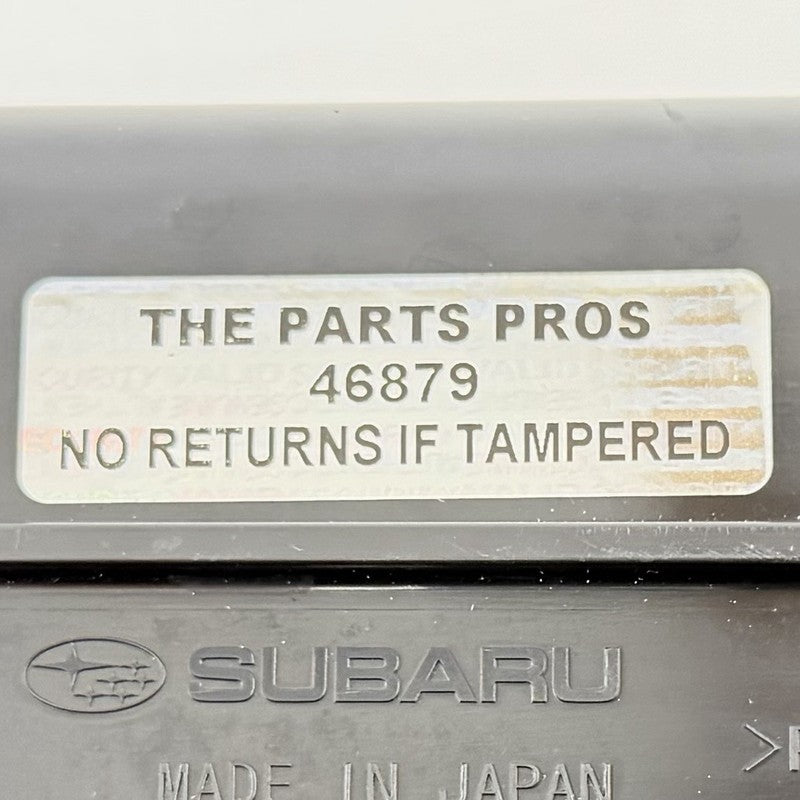 THE PARTS PROS
46879
NO RETURNS IF TAMPERED
SUBARU
MADE IN JAPAN